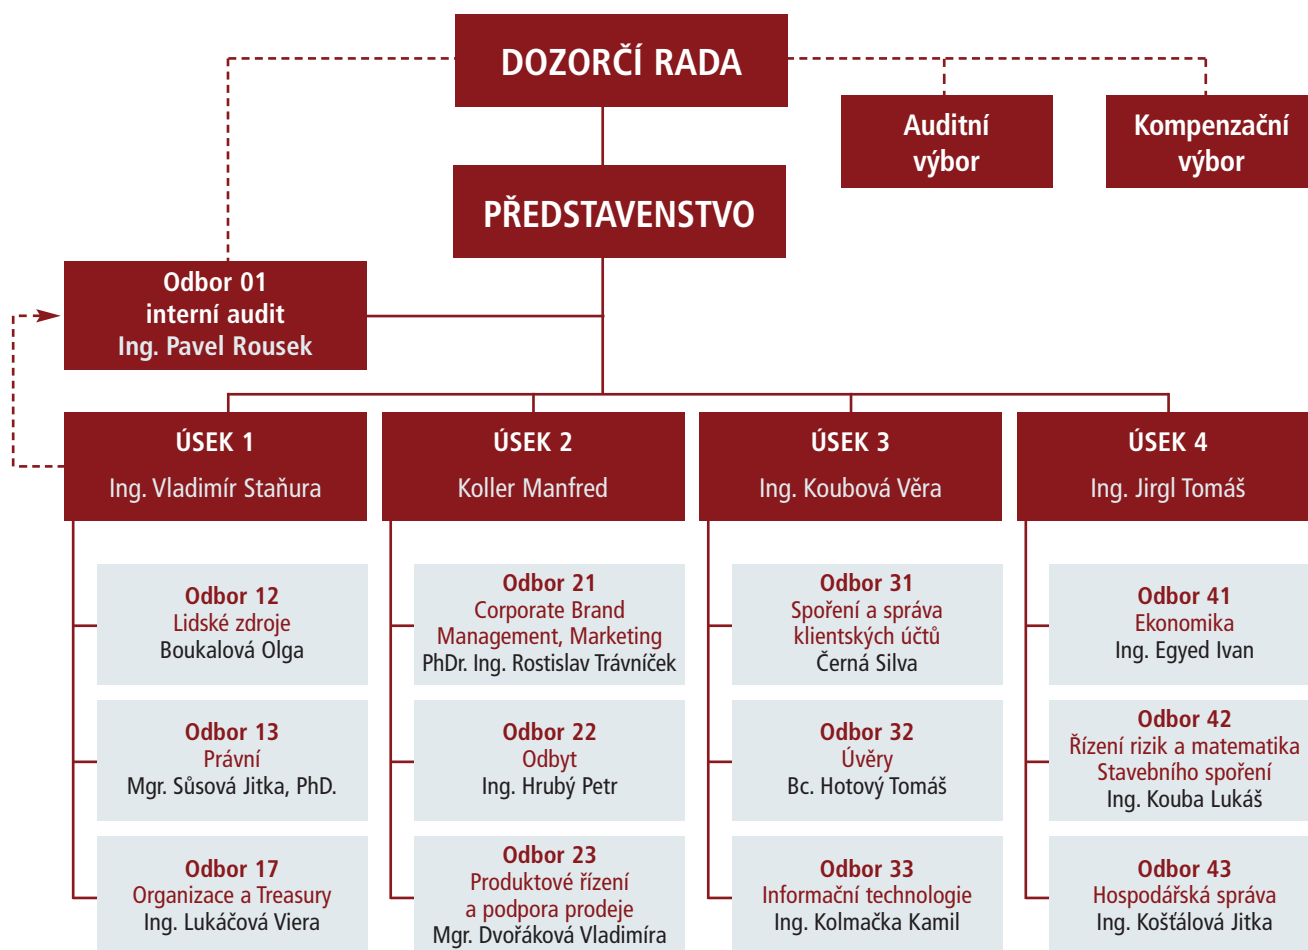 DOZORČÍ RADA
Auditní
výbor
Kompenzační
výbor
PŘEDSTAVENSTVO
Odbor 01
interní audit
Ing. Pavel Rousek
ÚSEK 1
Ing. Vladimír Staňura
ÚSEK 2
Koller Manfred
ÚSEK 3
Ing. Koubová Věra
ÚSEK 4
Ing. Jirgl Tomáš
Odbor 12
Lidské zdroje
Boukalová Olga
Odbor 21
Corporate Brand
Management, Marketing
PhDr. Ing. Rostislav Trávníček
Odbor 31
Spoření a správa
klientských účtů
Černá Silva
Odbor 41
Ekonomika
Ing. Egyed Ivan
Odbor 13
Právní
Mgr. Sůsová Jitka, PhD.
Odbor 22
Odbyt
Ing. Hrubý Petr
Odbor 32
Úvěry
Bc. Hotový Tomáš
Odbor 42
Řízení rizik a matematika
Stavebního spoření
Ing. Kouba Lukáš
Odbor 17
Organizace a Treasury
Ing. Lukáčová Viera
Odbor 23
Produktové řízení
a podpora prodeje
Mgr. Dvořáková Vladimíra
Odbor 33
Informační technologie
Ing. Kolmačka Kamil
Odbor 43
Hospodářská správa
Ing. Košťálová Jitka